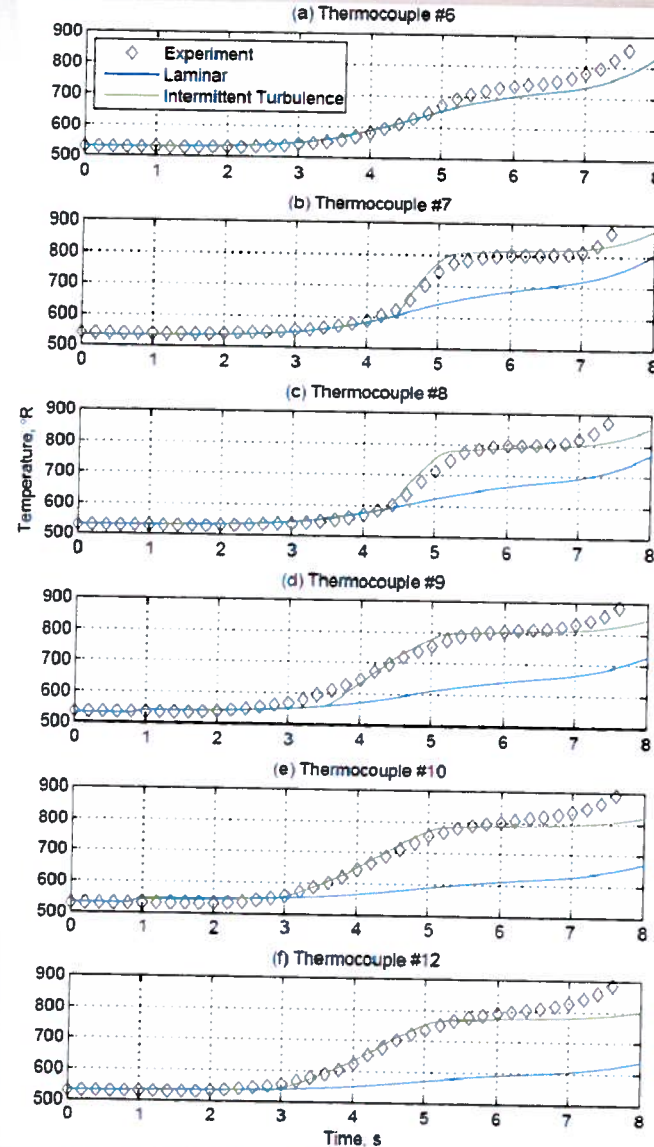 (a) Thermocouple #6
900
800
700
600
500
Experiment
Laminar
Intermittent Turbulence
0 1 2 3 4 5 6 7 8
(b) Thermocouple #7
900
800
700
600
500
0 1 2 3 4 5 6 7 8
(c) Thermocouple #8
900
800
700
600
500
Temperature, °R
0 1 2 3 4 5 6 7 8
(d) Thermocouple #9
900
800
700
600
500
0 1 2 3 4 5 6 7 8
(e) Thermocouple #10
900
800
700
600
500
0 1 2 3 4 5 6 7 8
(f) Thermocouple #12
900
800
700
600
500
0 1 2 3 4 5 6 7 8
Time, s